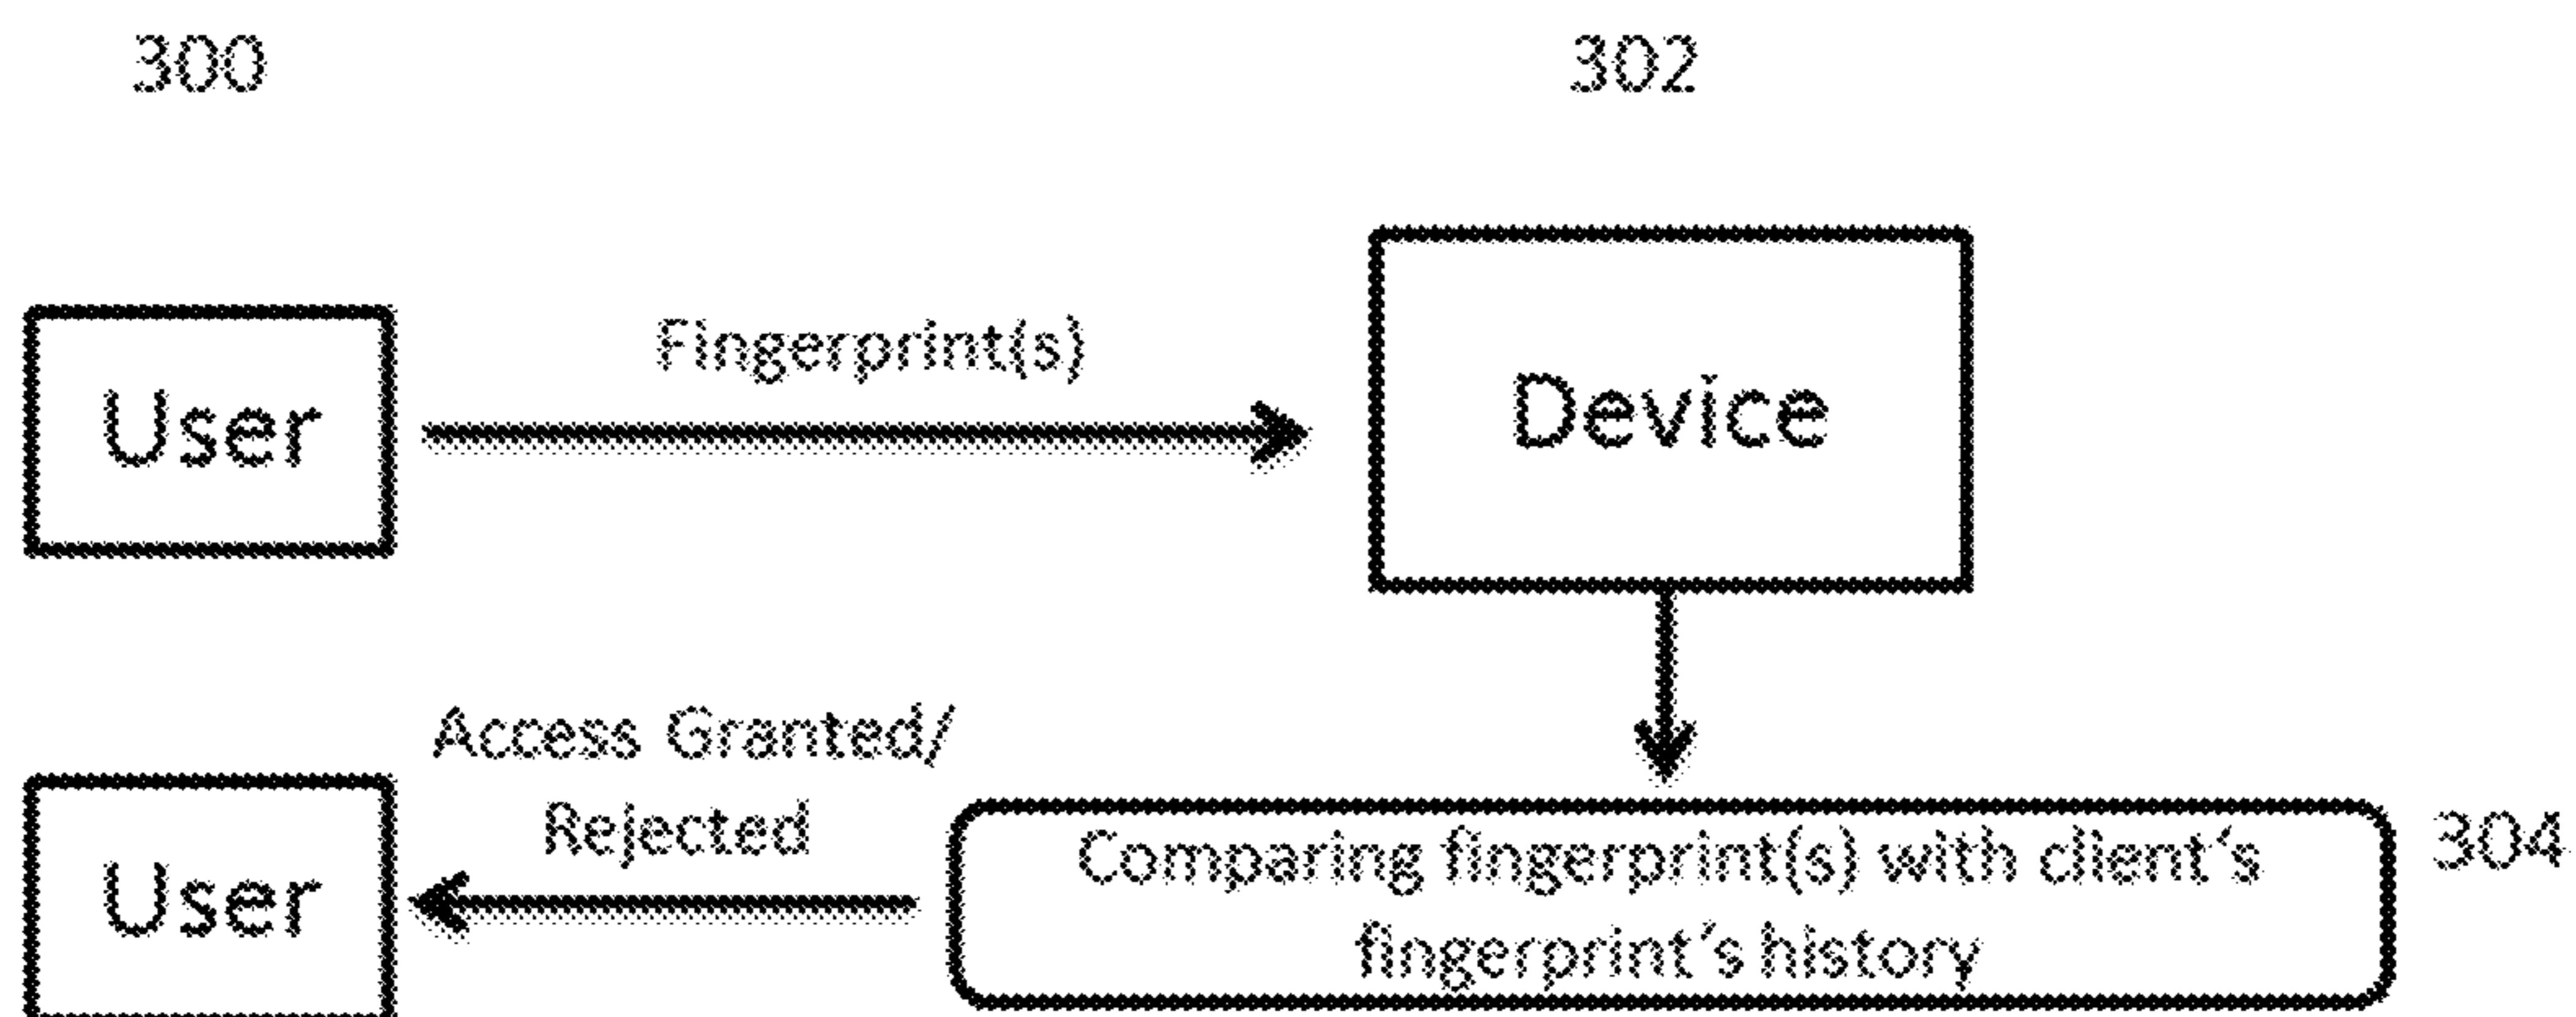 300
302
Fingerprint(s)
User
Device
Access Granted/
Rejected
User
Comparing fingerprint(s) with client's
fingerprint's history
304